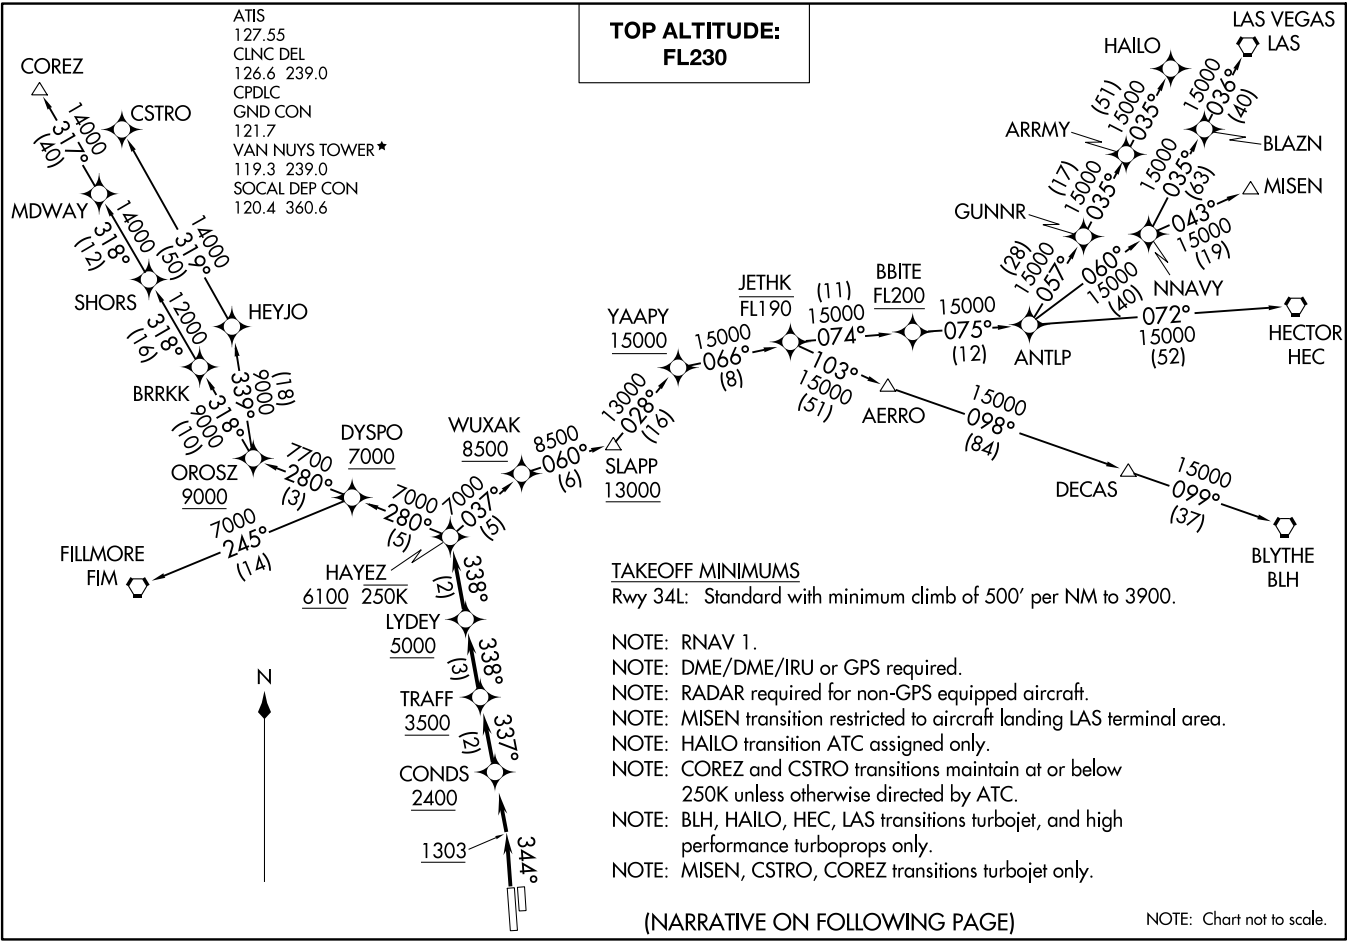 ATIS
127.55
CLNC DEL
126.6 239.0
CPDLC
GND CON
121.7
VAN NUYS TOWER★
119.3 239.0
SOCAL DEP CON
120.4 360.6
TOP ALTITUDE:
FL230
LAS VEGAS
LAS
HAILO
15000
036°
(40)
(51)
15000
035°
BLAZN
ARRMY
15000
035°
(63)
(17)
15000
035°
MISEN
043°
15000
(19)
GUNNR
(28)
15000
057°
NNAVY
060°
15000
(40)
HECTOR
HEC
072°
15000
(52)
ANTLP
15000
075°
(12)
BBITE
FL200
(11)
15000
074°
JETHK
FL190
15000
066°
(8)
YAAPY
15000
13000
028°
(16)
SLAPP
13000
8500
060°
(6)
WUXAK
8500
7000
037°
(5)
103°
15000
(51)
AERRO
15000
098°
(84)
DECAS
15000
099°
(37)
BLYTHE
BLH
COREZ
14000
317°
(40)
CSTRO
MDWAY
14000
318°
(12)
14000
319°
(50)
SHORS
12000
318°
(16)
HEYJO
BRRKK
9000
318°
(10)
(18)
9000
339°
OROSZ
9000
7700
280°
(3)
DYSPO
7000
7000
280°
(5)
7000
245°
(14)
FILLMORE
FIM
HAYEZ
6100 250K
338°
(2)
LYDEY
5000
338°
(3)
TRAFF
3500
337°
(2)
CONDS
2400
1303
344°
N
TAKEOFF MINIMUMS
Rwy 34L: Standard with minimum climb of 500' per NM to 3900.
NOTE: RNAV 1.
NOTE: DME/DME/IRU or GPS required.
NOTE: RADAR required for non-GPS equipped aircraft.
NOTE: MISEN transition restricted to aircraft landing LAS terminal area.
NOTE: HAILO transition ATC assigned only.
NOTE: COREZ and CSTRO transitions maintain at or below
250K unless otherwise directed by ATC.
NOTE: BLH, HAILO, HEC, LAS transitions turbojet, and high
performance turboprops only.
NOTE: MISEN, CSTRO, COREZ transitions turbojet only.
(NARRATIVE ON FOLLOWING PAGE)
NOTE: Chart not to scale.